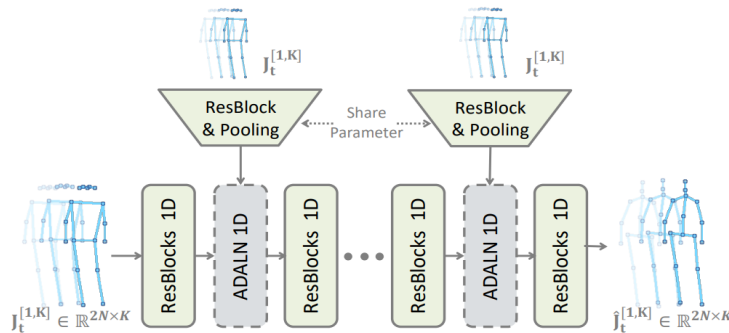 J_t^[1,K]
J_t^[1,K]
ResBlock
& Pooling
Share
Parameter
ResBlock
& Pooling
ResBlocks 1D
ADALN 1D
ResBlocks 1D
ResBlocks 1D
ADALN 1D
ResBlocks 1D
J_t^[1,K] ∈ ℝ^2N×K
Ĵ_t^[1,K] ∈ ℝ^2N×K